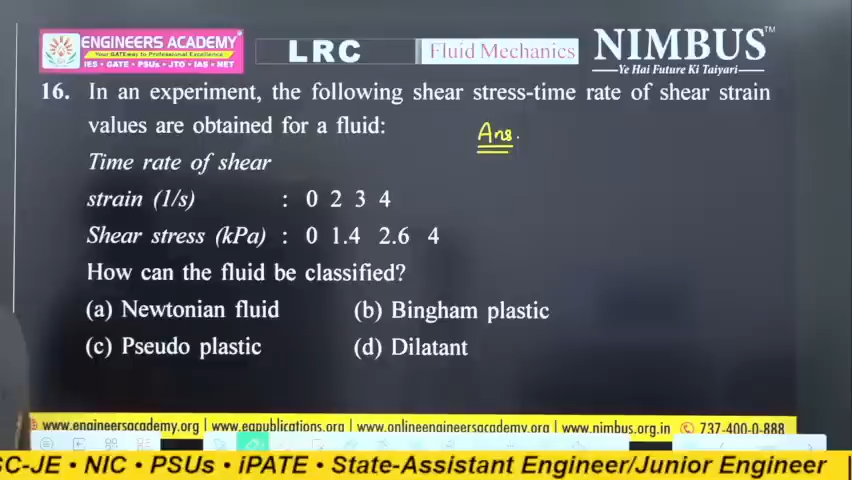 ENGINEERS ACADEMY
Your GATEway to Professional Excellence
IES • GATE • PSUs • JTO • IAS • NET
LRC
Fluid Mechanics
NIMBUS™
Ye Hai Future Ki Taiyari
16. In an experiment, the following shear stress-time rate of shear strain
values are obtained for a fluid:
Ans.
Time rate of shear
strain (1/s) : 0 2 3 4
Shear stress (kPa) : 0 1.4 2.6 4
How can the fluid be classified?
(a) Newtonian fluid (b) Bingham plastic
(c) Pseudo plastic (d) Dilatant
www.engineersacademy.org | www.eapublications.org | www.onlineengineersacademy.org | www.nimbus.org.in 737-400-0-888
SC-JE • NIC • PSUs • iPATE • State-Assistant Engineer/Junior Engineer |